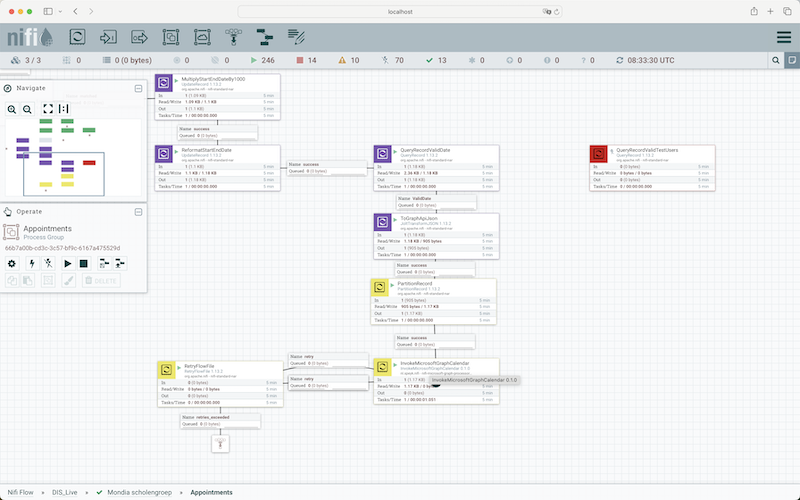 localhost
nifi
3 / 3
0
0 (0 bytes)
0
0
246
14
10
70
13
0
0
0
0
08:33:30 UTC
Navigate
Operate
Appointments
Process Group
66b7a00b-cd3c-3c57-bf9c-6167a475529d
DELETE
MultiplyStartEndDateBy1000
UpdateRecord 1.13.2
org.apache.nifi - nifi-standard-nar
In 1 (1.09 KB) 5 min
Read/Write 1.09 KB / 1.1 KB 5 min
Out 1 (1.1 KB) 5 min
Tasks/Time 1 / 00:00:00.000 5 min
Name success
Queued 0 (0 bytes)
ReformatStartEndDate
UpdateRecord 1.13.2
org.apache.nifi - nifi-standard-nar
In 1 (1.1 KB) 5 min
Read/Write 1.1 KB / 1.18 KB 5 min
Out 1 (1.18 KB) 5 min
Tasks/Time 1 / 00:00:00.000 5 min
Name success
Queued 0 (0 bytes)
QueryRecordValidDate
QueryRecord 1.13.2
org.apache.nifi - nifi-standard-nar
In 1 (1.18 KB) 5 min
Read/Write 2.36 KB / 1.18 KB 5 min
Out 1 (1.18 KB) 5 min
Tasks/Time 1 / 00:00:00.000 5 min
QueryRecordValidTestUsers
QueryRecord 1.13.2
org.apache.nifi - nifi-standard-nar
In 0 (0 bytes) 5 min
Read/Write 0 bytes / 0 bytes 5 min
Out 0 (0 bytes) 5 min
Tasks/Time 0 / 00:00:00.000 5 min
Name ValidDate
Queued 0 (0 bytes)
ToGraphApiJson
JoltTransformJSON 1.13.2
org.apache.nifi - nifi-standard-nar
In 1 (1.18 KB) 5 min
Read/Write 1.18 KB / 905 bytes 5 min
Out 1 (905 bytes) 5 min
Tasks/Time 1 / 00:00:00.000 5 min
Name success
Queued 0 (0 bytes)
PartitionRecord
PartitionRecord 1.13.2
org.apache.nifi - nifi-standard-nar
In 1 (905 bytes) 5 min
Read/Write 905 bytes / 1.17 KB 5 min
Out 1 (1.17 KB) 5 min
Tasks/Time 1 / 00:00:00.000 5 min
Name success
Queued 0 (0 bytes)
RetryFlowFile
RetryFlowFile 1.13.2
org.apache.nifi - nifi-standard-nar
In 0 (0 bytes) 5 min
Read/Write 0 bytes / 0 bytes 5 min
Out 0 (0 bytes) 5 min
Tasks/Time 0 / 00:00:00.000 5 min
Name retry
Queued 0 (0 bytes)
Name retry
Queued 0 (0 bytes)
InvokeMicrosoftGraphCalendar
InvokeMicrosoftGraphCalendar 0.1.0
In 1 (1.17 KB) 5 min
Read/Write 1.17 KB / 0
Out 0 (0 bytes) 5 min
Tasks/Time 1 / 00:00:01.351 5 min
InvokeMicrosoftGraphCalendar 0.1.0
Name retries_exceeded
Queued 0 (0 bytes)
Nifi Flow
DIS_Live
Mondia scholengroep
Appointments